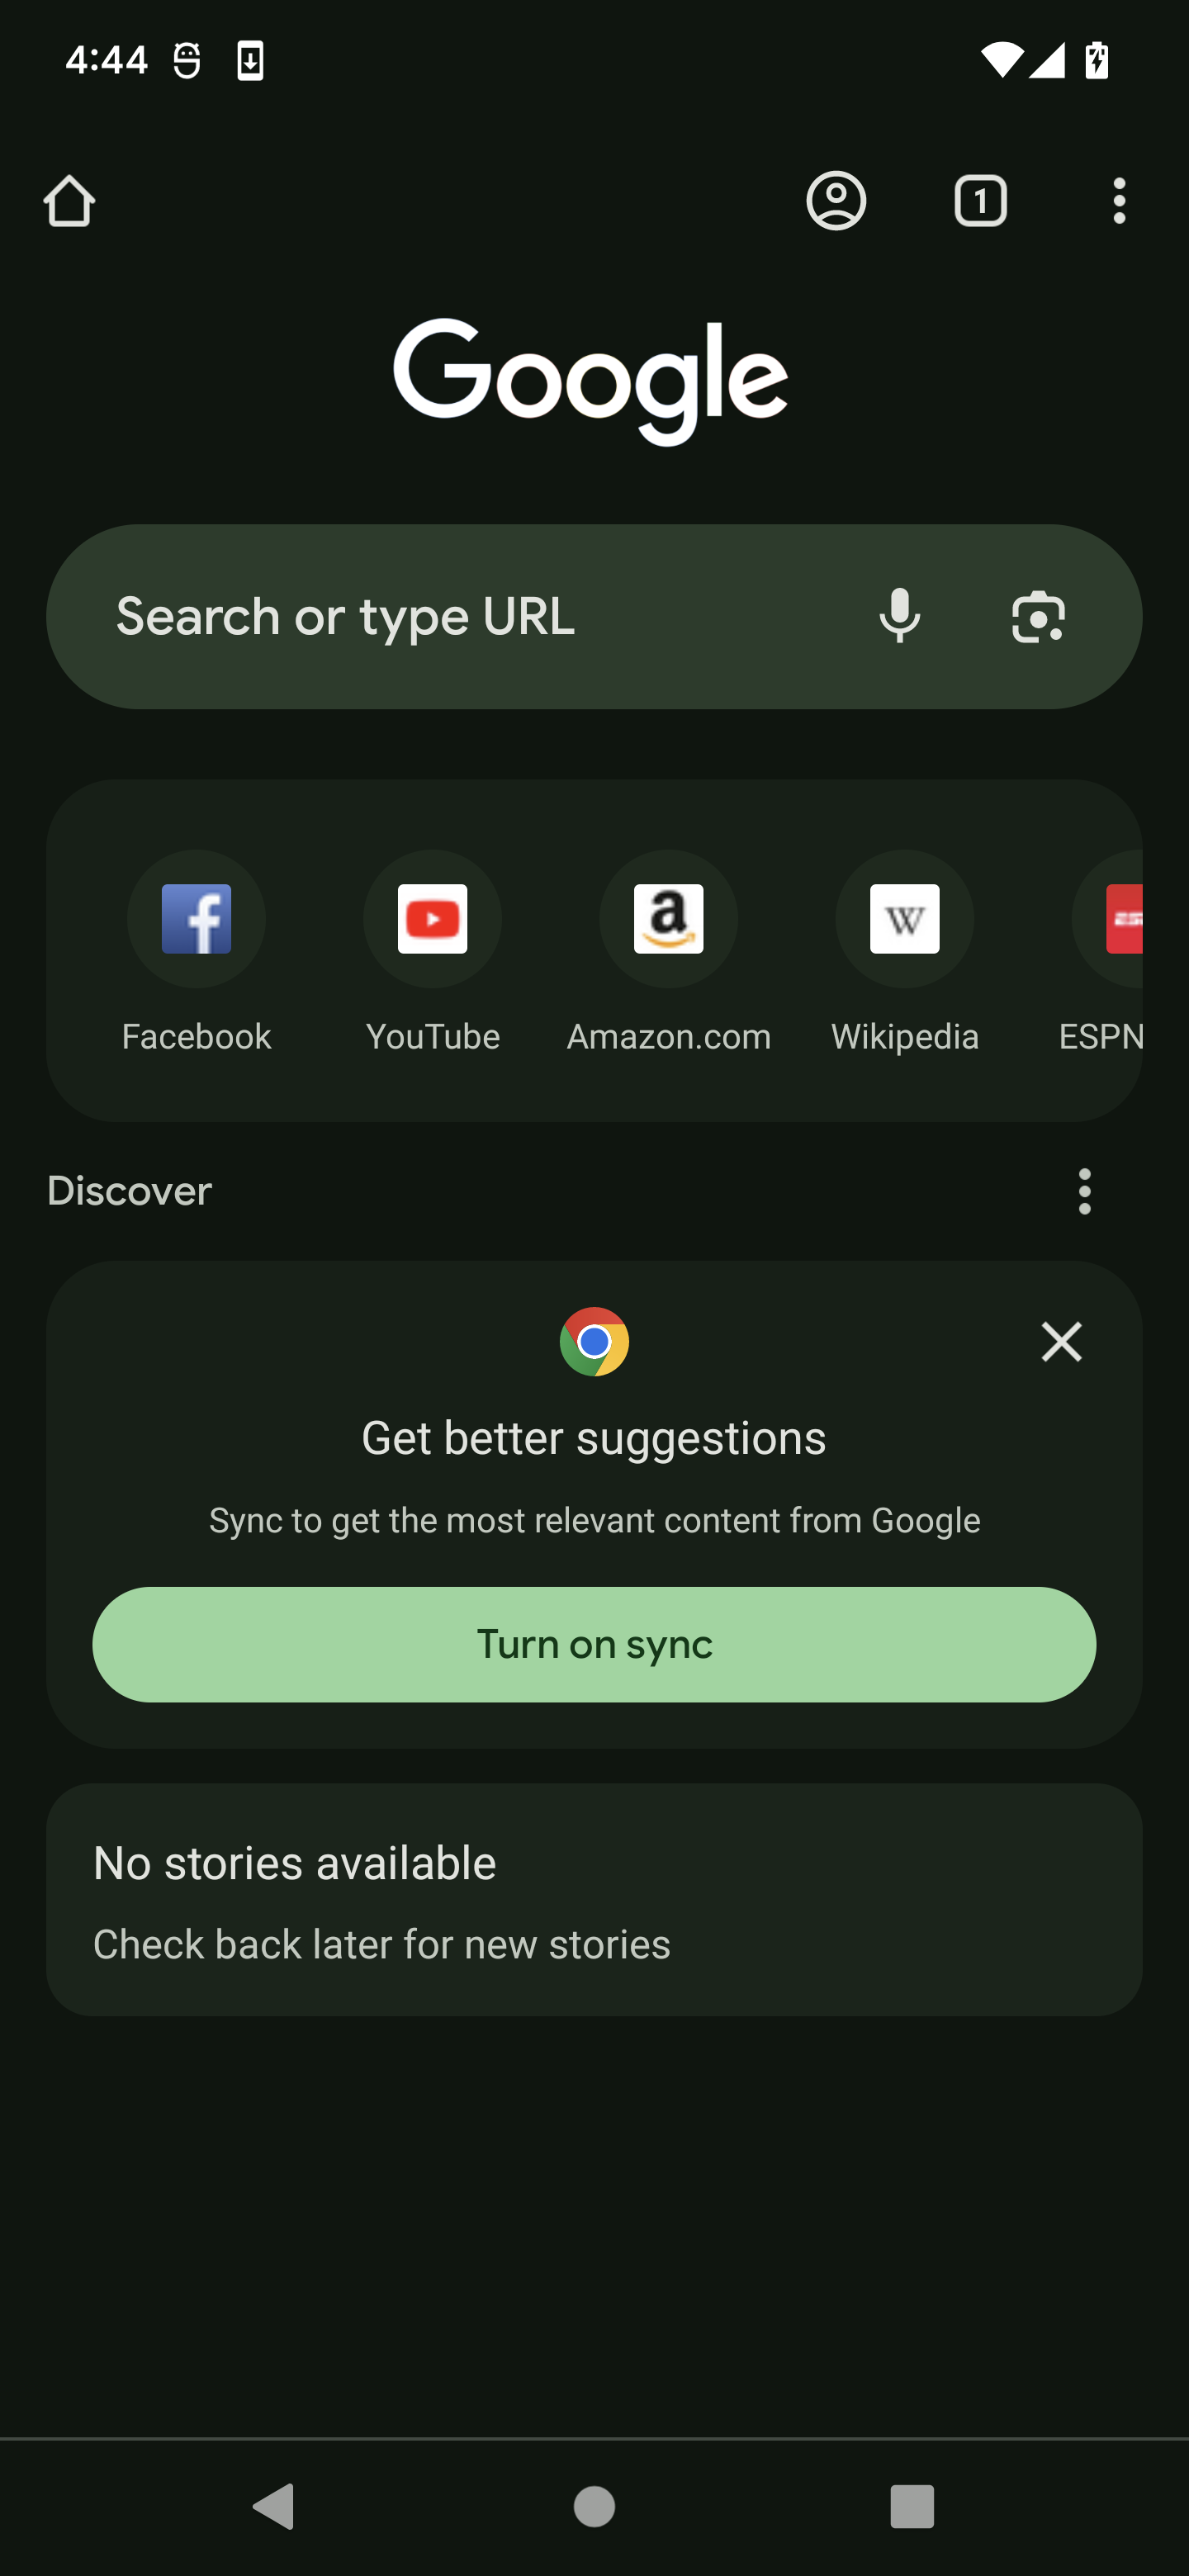 4:44
1
Google
Search or type URL
Facebook
YouTube
Amazon.com
Wikipedia
ESPN
Discover
Get better suggestions
Sync to get the most relevant content from Google
Turn on sync
No stories available
Check back later for new stories